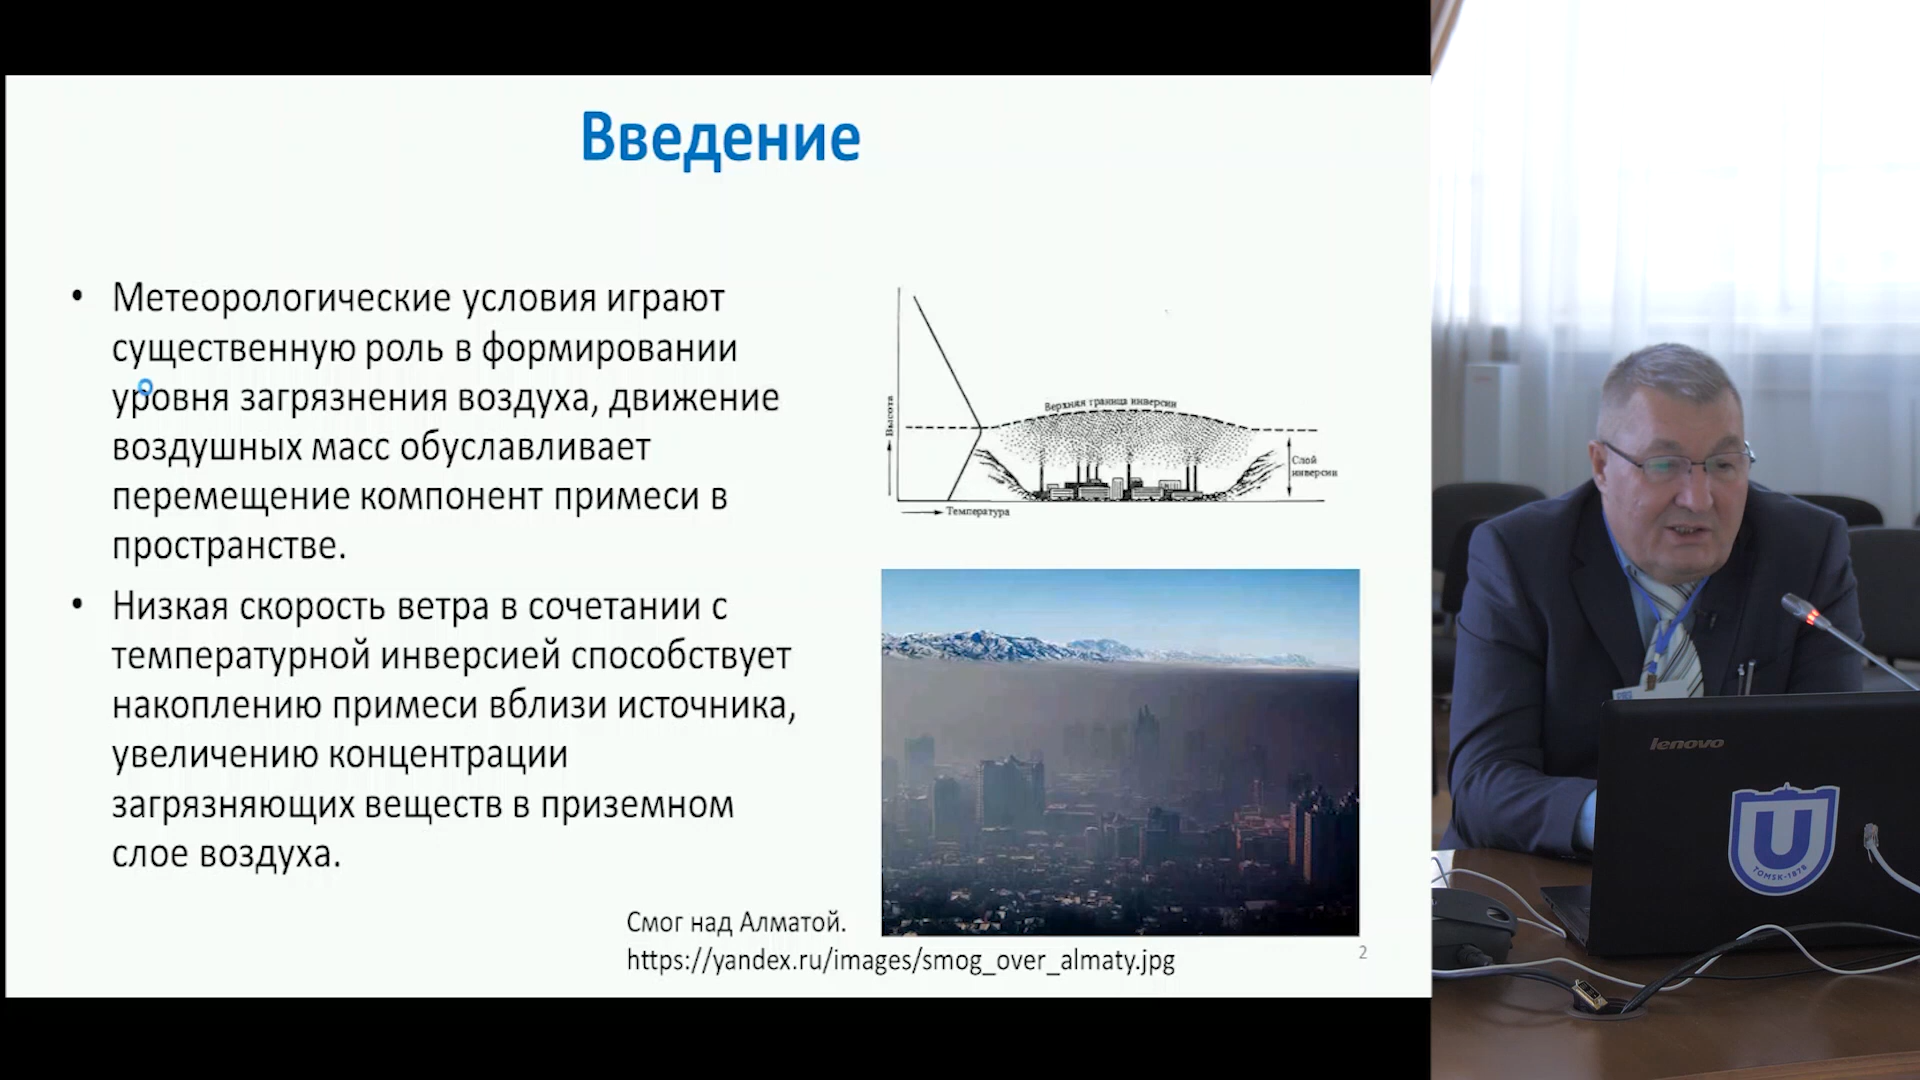 Введение
• Метеорологические условия играют
существенную роль в формировании
уровня загрязнения воздуха, движение
воздушных масс обуславливает
перемещение компонент примеси в
пространстве.
• Низкая скорость ветра в сочетании с
температурной инверсией способствует
накоплению примеси вблизи источника,
увеличению концентрации
загрязняющих веществ в приземном
слое воздуха.
Высота
Верхняя граница инверсии
Слой
инверсии
Температура
Смог над Алматой.
https://yandex.ru/images/smog_over_almaty.jpg
2
lenovo
U
TOMSK-1878